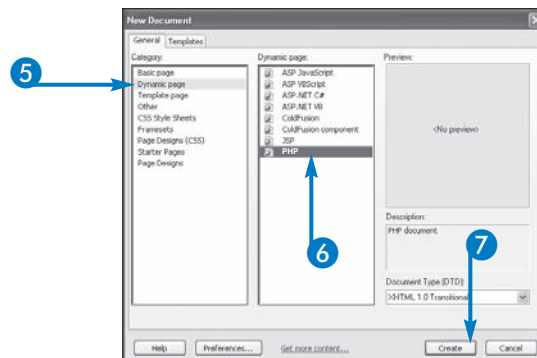 New Document
General Templates
Category:
Basic page
Dynamic page
Template page
Other
CSS Style Sheets
Framesets
Page Designs (CSS)
Starter Pages
Page Designs
Dynamic page:
ASP JavaScript
ASP VBScript
ASP.NET C#
ASP.NET VB
ColdFusion
ColdFusion component
JSP
PHP
Preview:
<No preview>
Description:
PHP document
Document Type (DTD):
XHTML 1.0 Transitional
Help Preferences... Get more content... Create Cancel
5
6
7